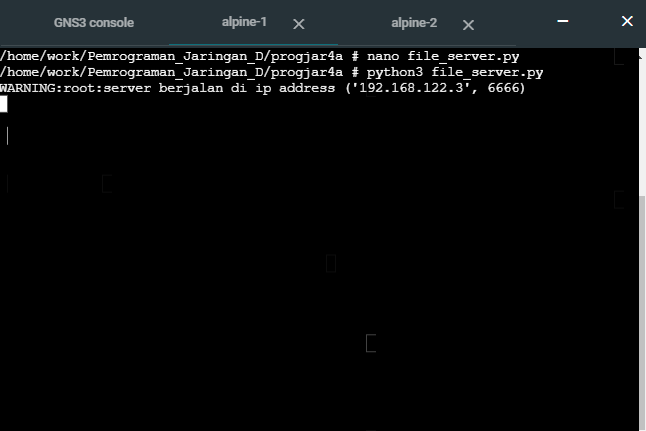 GNS3 console
alpine-1
alpine-2
/home/work/Pemrograman_Jaringan_D/progjar4a # nano file_server.py
/home/work/Pemrograman_Jaringan_D/progjar4a # python3 file_server.py
WARNING:root:server berjalan di ip address ('192.168.122.3', 6666)